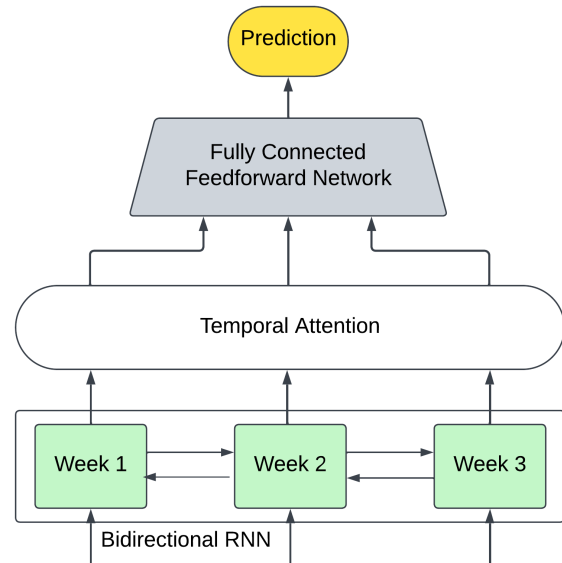 Prediction
Fully Connected
Feedforward Network
Temporal Attention
Week 1
Week 2
Week 3
Bidirectional RNN